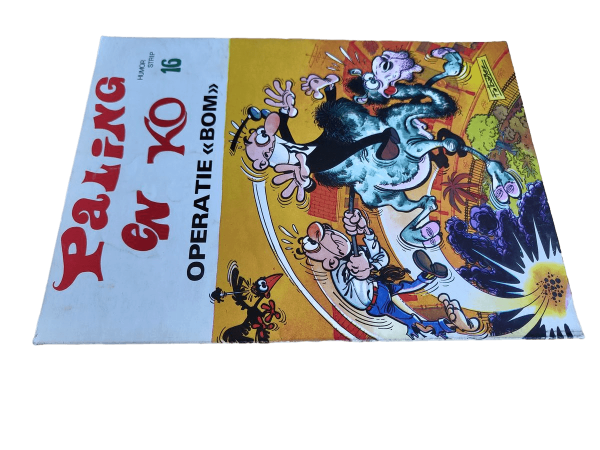 PALING
EN KO
HUMOR
STRIP
16
OPERATIE «BOM»